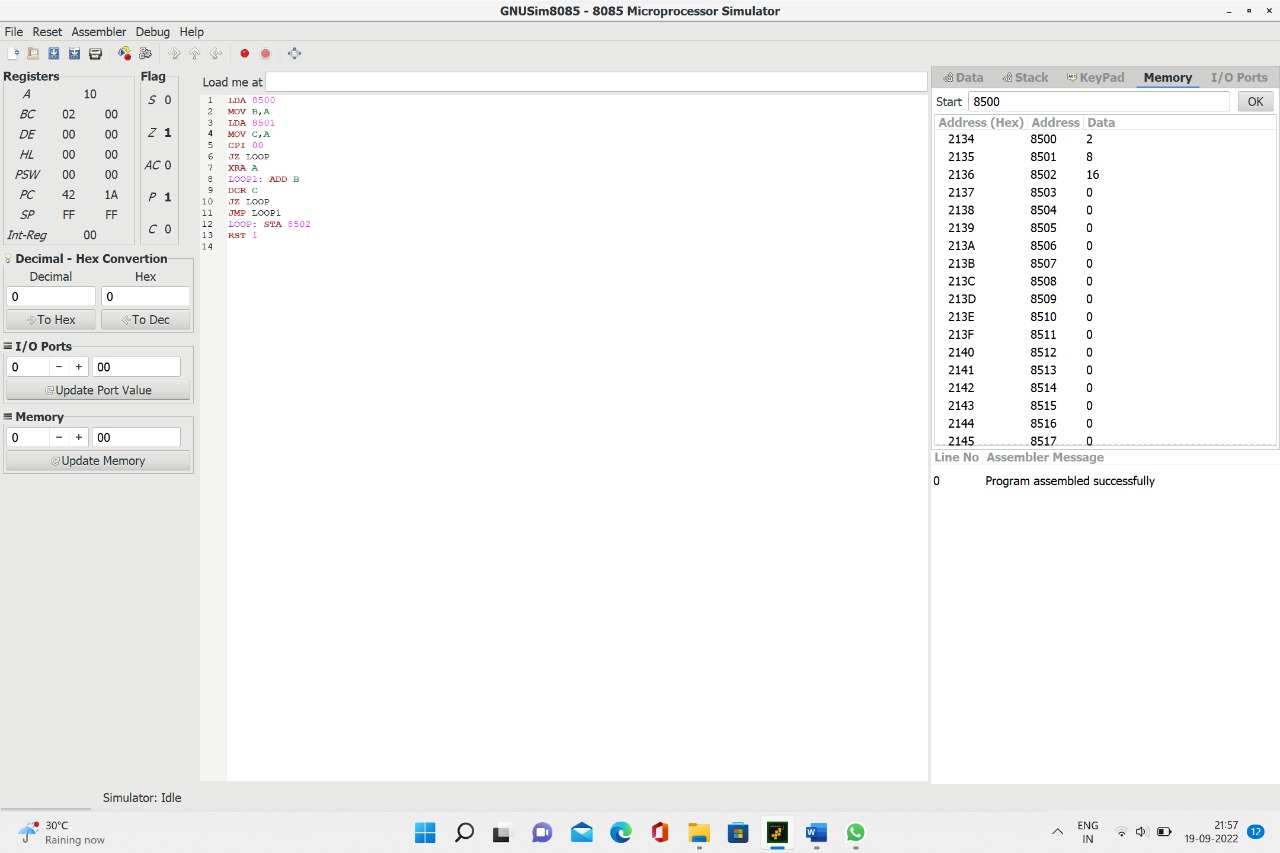 GNUSim8085 - 8085 Microprocessor Simulator
File Reset Assembler Debug Help
Registers
A 10
BC 02 00
DE 00 00
HL 00 00
PSW 00 00
PC 42 1A
SP FF FF
Int-Reg 00
Flag
S 0
Z 1
AC 0
P 1
C 0
Decimal - Hex Convertion
Decimal Hex
0 0
To Hex To Dec
I/O Ports
0 - + 00
Update Port Value
Memory
0 - + 00
Update Memory
Load me at
1 LDA 8500
2 MOV B,A
3 LDA 8501
4 MOV C,A
5 CPI 00
6 JZ LOOP
7 XRA A
8 LOOP1: ADD B
9 DCR C
10 JZ LOOP
11 JMP LOOP1
12 LOOP: STA 8502
13 RST 1
14
Data Stack KeyPad Memory I/O Ports
Start 8500 OK
Address (Hex) Address Data
2134 8500 2
2135 8501 8
2136 8502 16
2137 8503 0
2138 8504 0
2139 8505 0
213A 8506 0
213B 8507 0
213C 8508 0
213D 8509 0
213E 8510 0
213F 8511 0
2140 8512 0
2141 8513 0
2142 8514 0
2143 8515 0
2144 8516 0
2145 8517 0
Line No Assembler Message
0 Program assembled successfully
Simulator: Idle
30°C
Raining now
ENG
IN
21:57
19-09-2022
12